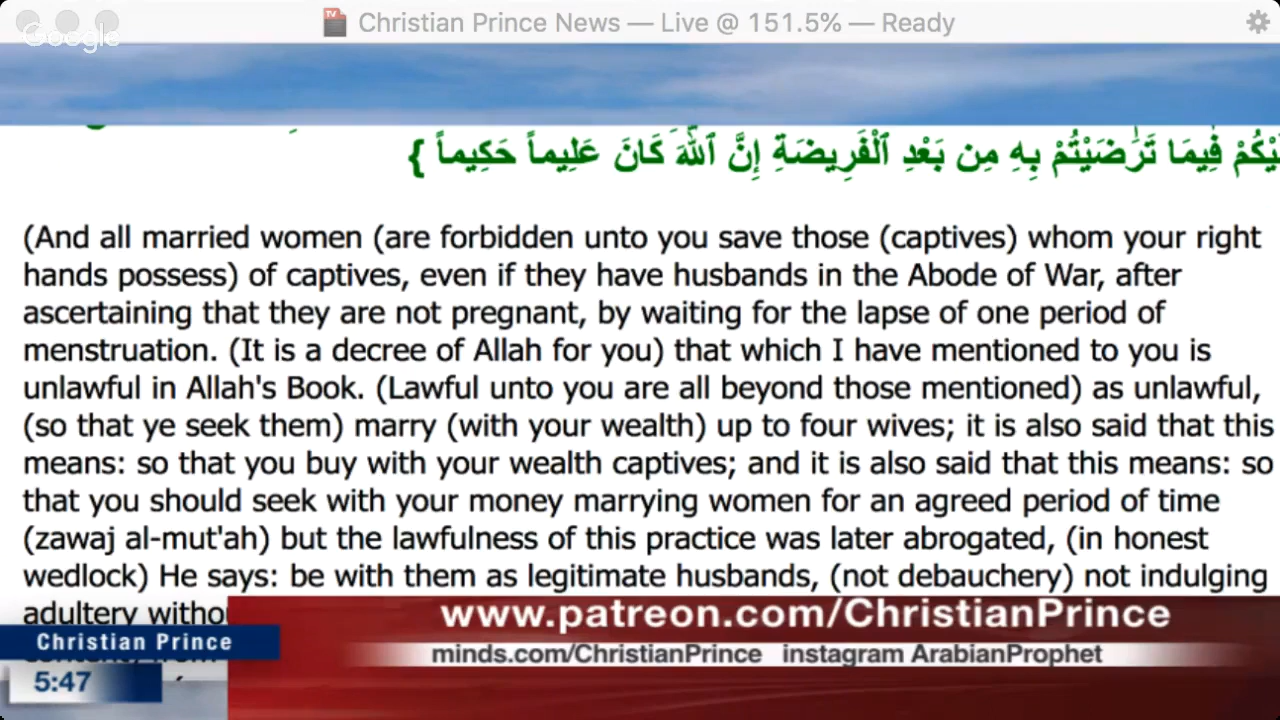 Christian Prince News — Live @ 151.5% — Ready
Google
فِيمَا تَرَٰضَيْتُمْ بِهِ مِن بَعْدِ ٱلْفَرِيضَةِ إِنَّ ٱللَّهَ كَانَ عَلِيماً حَكِيماً }
(And all married women (are forbidden unto you save those (captives) whom your right
hands possess) of captives, even if they have husbands in the Abode of War, after
ascertaining that they are not pregnant, by waiting for the lapse of one period of
menstruation. (It is a decree of Allah for you) that which I have mentioned to you is
unlawful in Allah's Book. (Lawful unto you are all beyond those mentioned) as unlawful,
(so that ye seek them) marry (with your wealth) up to four wives; it is also said that this
means: so that you buy with your wealth captives; and it is also said that this means: so
that you should seek with your money marrying women for an agreed period of time
(zawaj al-mut'ah) but the lawfulness of this practice was later abrogated, (in honest
wedlock) He says: be with them as legitimate husbands, (not debauchery) not indulging
adultery
www.patreon.com/ChristianPrince
Christian Prince
minds.com/ChristianPrince instagram ArabianProphet
5:47